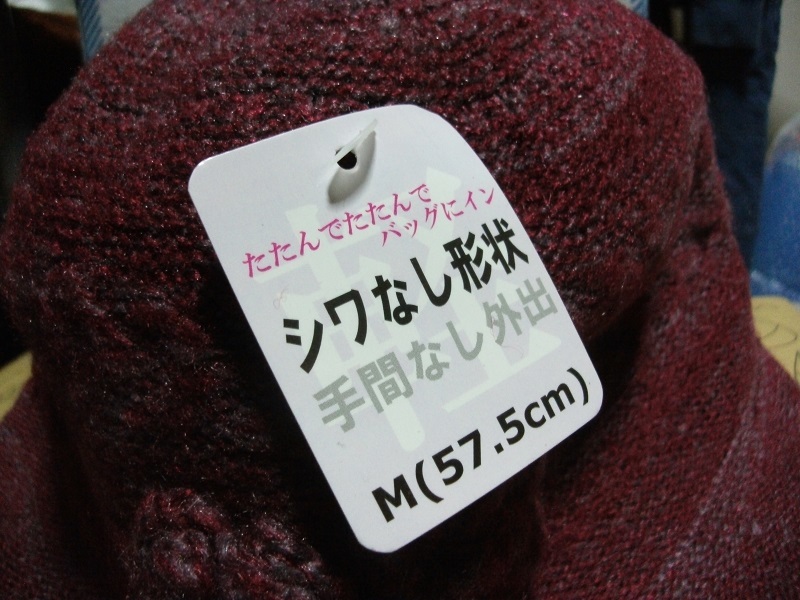 たたんでたたんで
バッグにイン
シワなし形状
手間なし外出
M(57.5cm)
軽